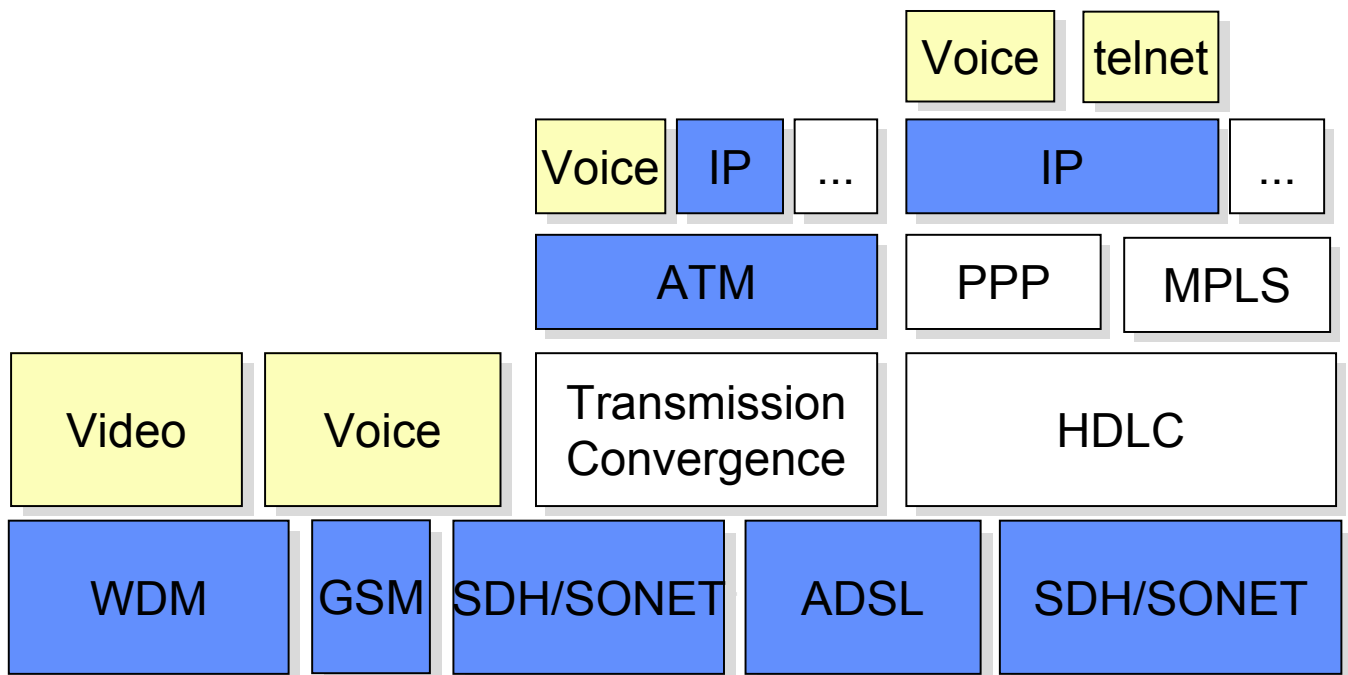 Voice telnet
Voice IP ... IP ...
ATM PPP MPLS
Video Voice Transmission Convergence HDLC
WDM GSM SDH/SONET ADSL SDH/SONET